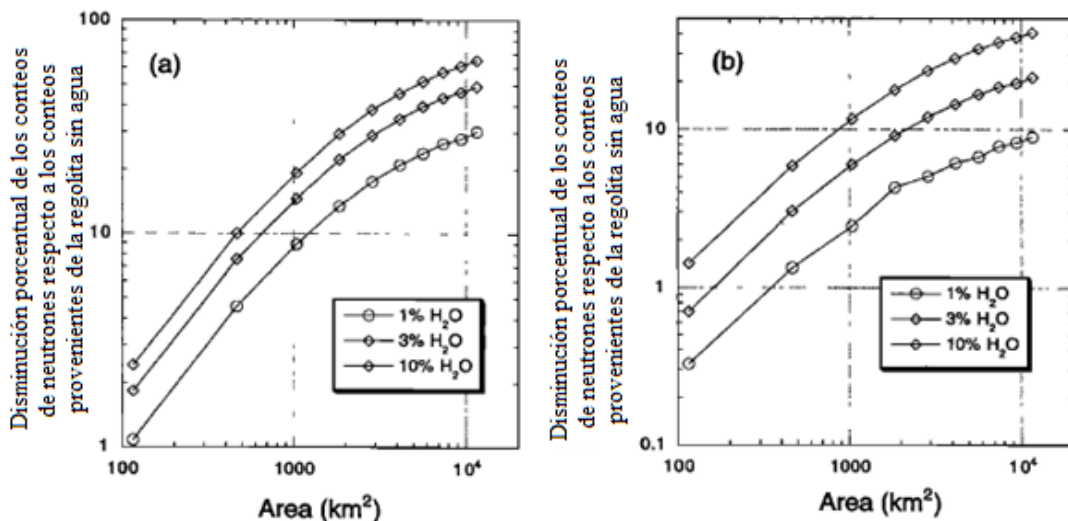 Disminución porcentual de los conteos
de neutrones respecto a los conteos
provenientes de la regolita sin agua
100
10
1
(a)
1% H₂O
3% H₂O
10% H₂O
100
1000
10⁴
Area (km²)
Disminución porcentual de los conteos
de neutrones respecto a los conteos
provenientes de la regolita sin agua
10
1
0.1
(b)
1% H₂O
3% H₂O
10% H₂O
100
1000
10⁴
Area (km²)